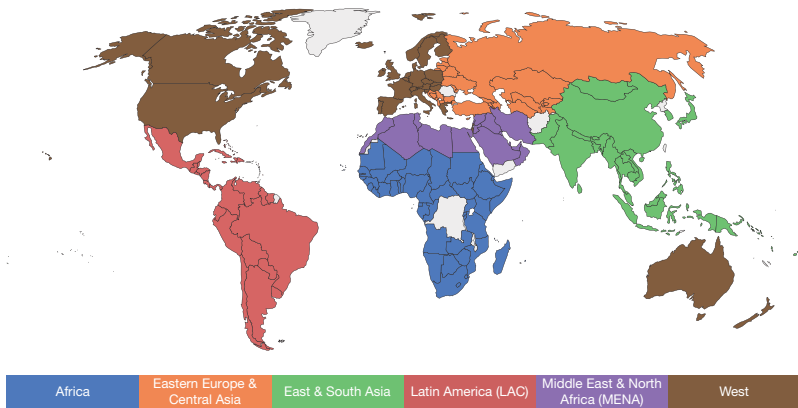 Africa
Eastern Europe &
Central Asia
East & South Asia
Latin America (LAC)
Middle East & North
Africa (MENA)
West